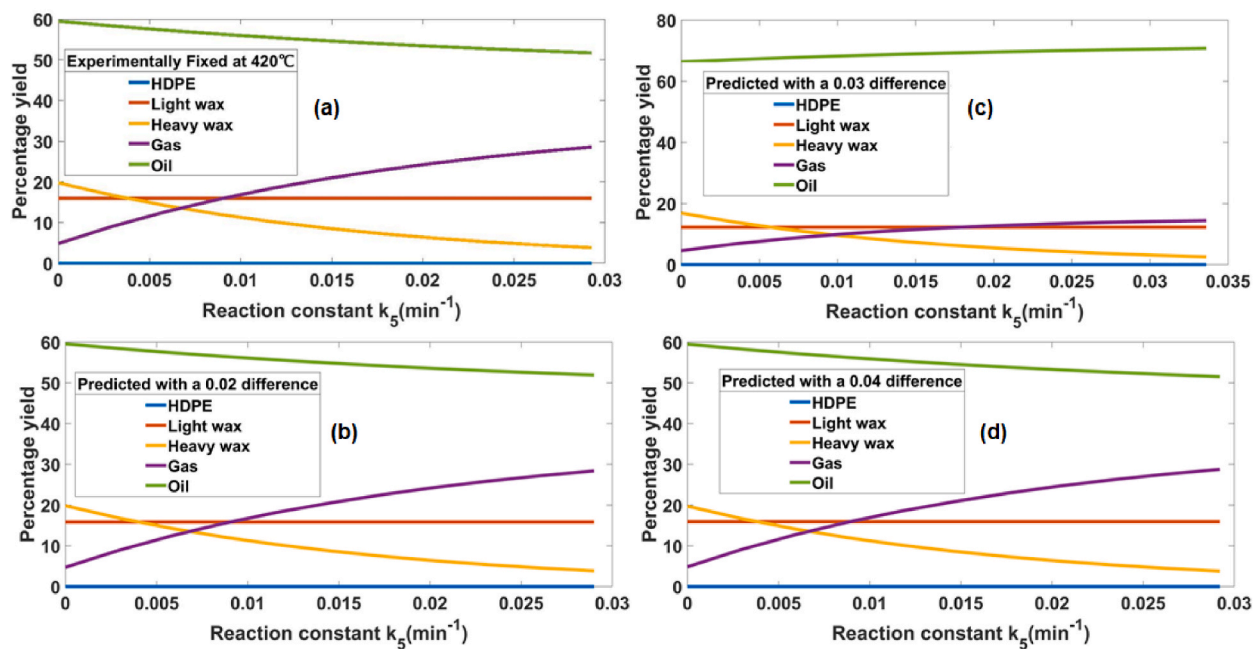 60
50
40
30
20
10
0
Percentage yield
Experimentally Fixed at 420℃
HDPE
Light wax
Heavy wax
Gas
Oil
(a)
0 0.005 0.01 0.015 0.02 0.025 0.03
Reaction constant k5(min-1)
80
60
40
20
0
Percentage yield
Predicted with a 0.03 difference
HDPE
Light wax
Heavy wax
Gas
Oil
(c)
0 0.005 0.01 0.015 0.02 0.025 0.03 0.035
Reaction constant k5(min-1)
60
50
40
30
20
10
0
Percentage yield
Predicted with a 0.02 difference
HDPE
Light wax
Heavy wax
Gas
Oil
(b)
0 0.005 0.01 0.015 0.02 0.025 0.03
Reaction constant k5(min-1)
60
50
40
30
20
10
0
Percentage yield
Predicted with a 0.04 difference
HDPE
Light wax
Heavy wax
Gas
Oil
(d)
0 0.005 0.01 0.015 0.02 0.025 0.03
Reaction constant k5(min-1)